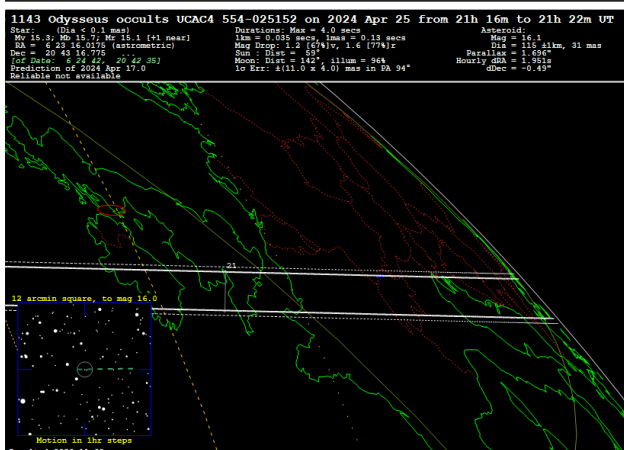 1143 Odysseus occults UCAC4 554-025152 on 2024 Apr 25 from 21h 16m to 21h 22m UT
Star: (Dia < 0.1 mas)
Mv 15.3; Mb 15.7; Mr 15.1 [+1 near]
RA = 6 23 16.0175 (astrometric)
Dec = 20 43 16.775 ...
[of Date: 6 24 42, 20 42 35]
Prediction of 2024 Apr 17.0
Reliable not available
Durations: Max = 4.0 secs
1km = 0.035 secs, 1mas = 0.13 secs
Mag Drop: 1.2 [67%]v, 1.6 [77%]r
Sun : Dist = 59°
Moon: Dist = 142°, illum = 96%
1σ Err: ±(11.0 x 4.0) mas in PA 94°
Asteroid:
Mag = 16.1
Dia = 115 ±1km, 31 mas
Parallax = 1.696"
Hourly dRA = 1.951s
dDec = -0.49"
21
12 arcmin square, to mag 16.0
Motion in 1hr steps